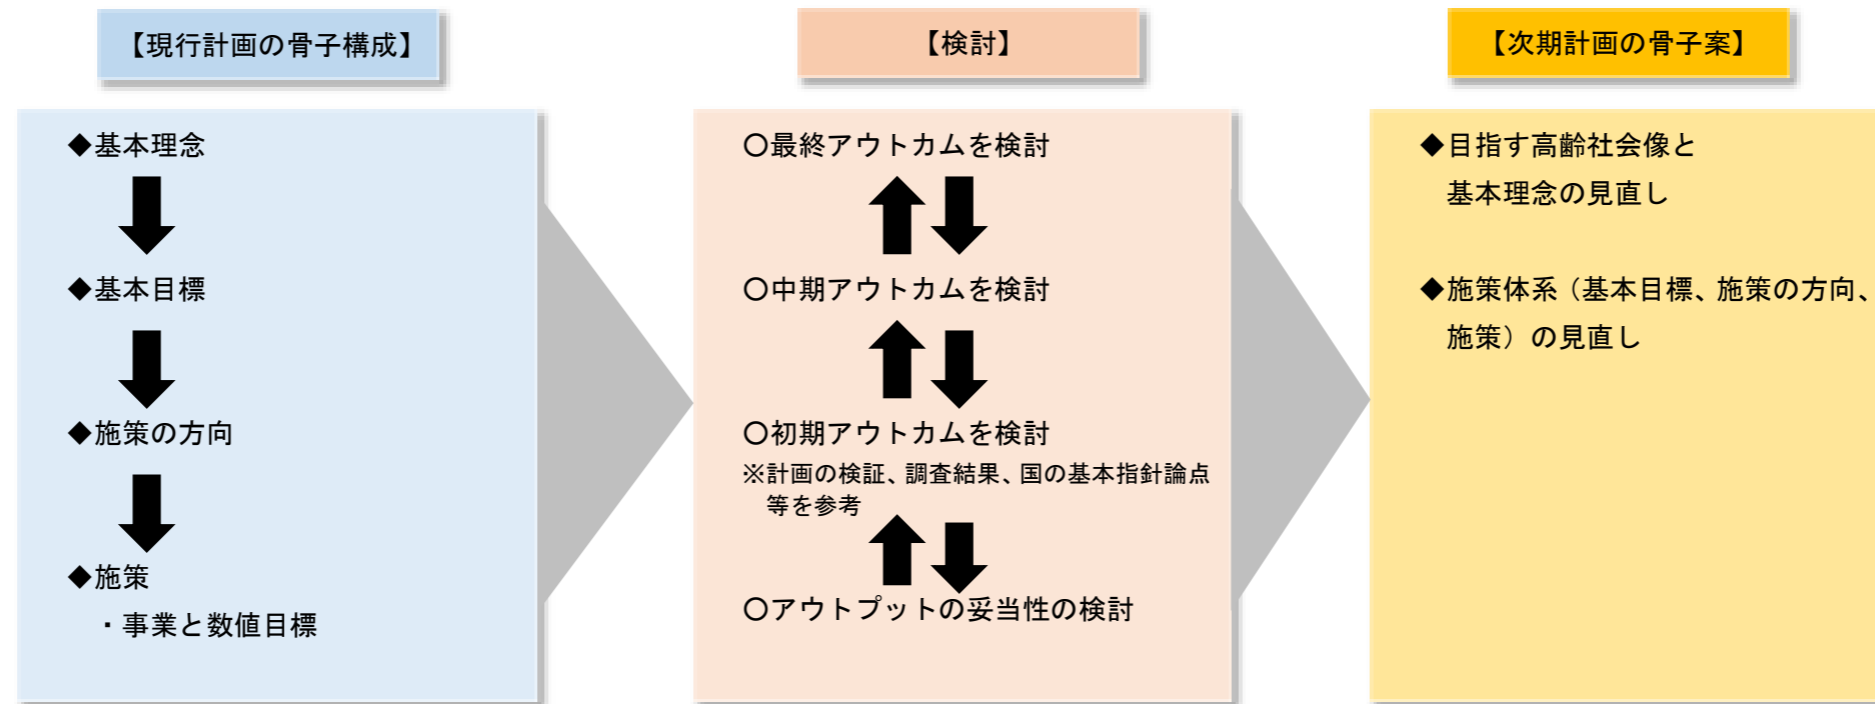 【現行計画の骨子構成】
◆基本理念
◆基本目標
◆施策の方向
◆施策
・事業と数値目標
【検討】
〇最終アウトカムを検討
〇中期アウトカムを検討
〇初期アウトカムを検討
※計画の検証、調査結果、国の基本指針論点
等を参考
〇アウトプットの妥当性の検討
【次期計画の骨子案】
◆目指す高齢社会像と
基本理念の見直し
◆施策体系（基本目標、施策の方向、
施策）の見直し